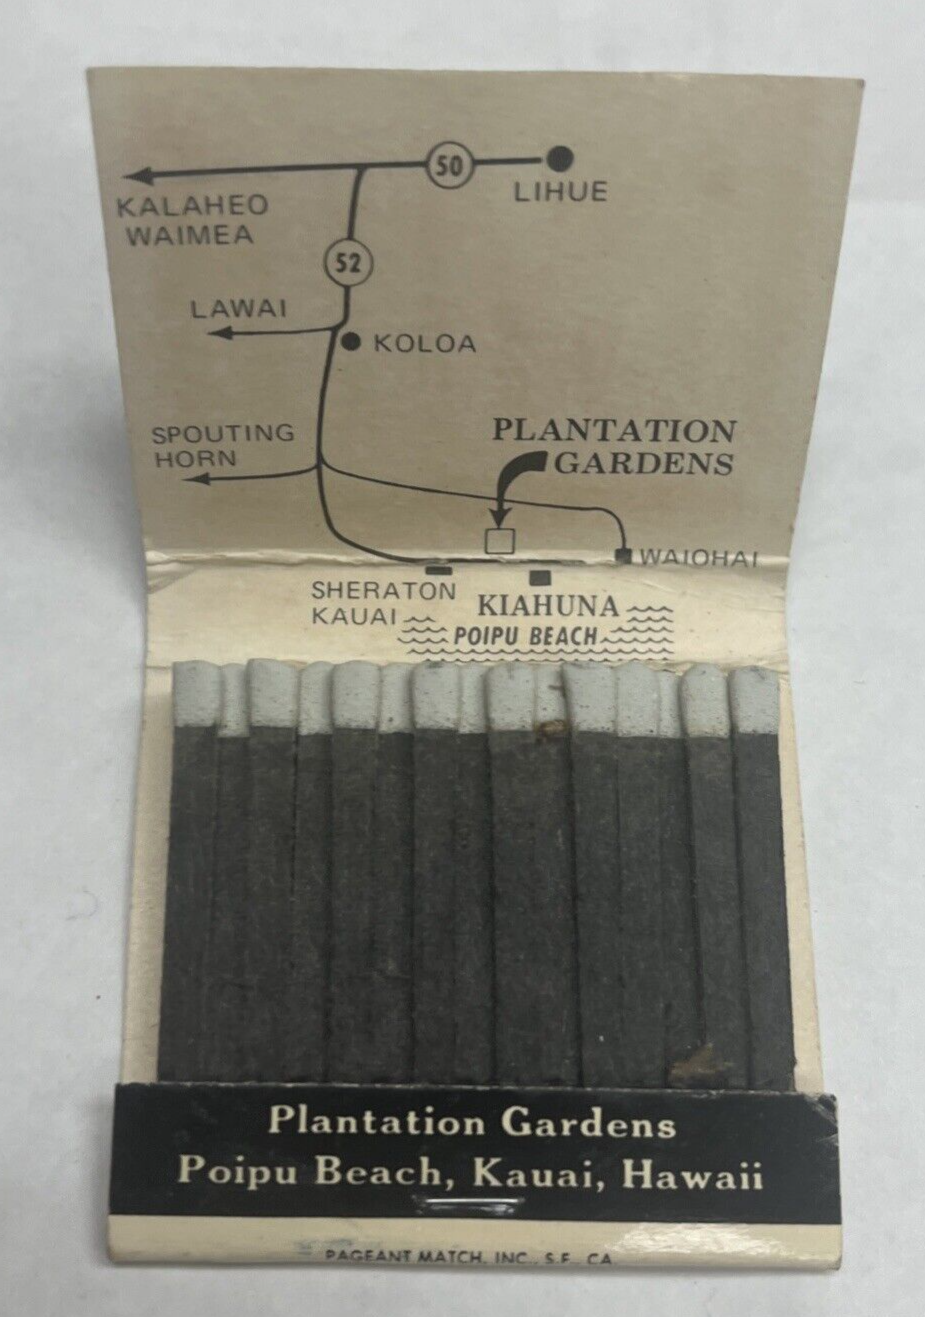 50
LIHUE
KALAHEO
WAIMEA
52
LAWAI
KOLOA
SPOUTING
HORN
PLANTATION
GARDENS
WAIOHAI
SHERATON
KAUAI
KIAHUNA
POIPU BEACH
Plantation Gardens
Poipu Beach, Kauai, Hawaii
PAGEANT MATCH, INC., S.F., CA.